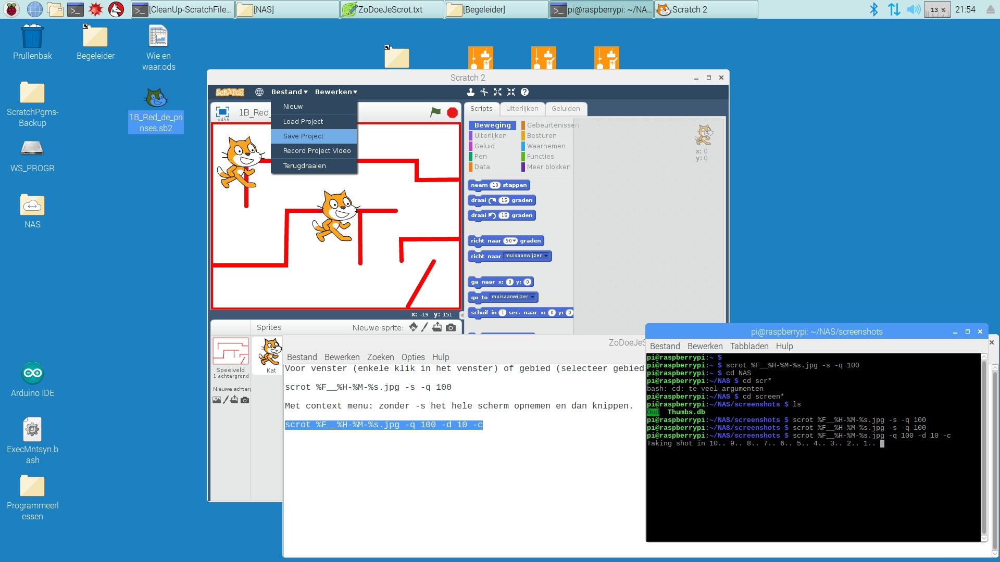 [CleanUp-ScratchFile...
[NAS]
ZoDoeJeScrot.txt
[Begeleider]
pi@raspberrypi: ~/NA...
Scratch 2
13 %
21:54
Prullenbak
Begeleider
Wie en
waar.ods
ScratchPgms-
Backup
1B_Red_de_pri
nses.sb2
WS_PROGR
NAS
Arduino IDE
ExecMntsyn.b
ash
Programmeerl
essen
Scratch 2
SCRATCH
Bestand
Bewerken
Nieuw
Load Project
Save Project
Record Project Video
Terugdraaien
v456
1B_Red_
Scripts
Uiterlijken
Geluiden
Beweging
Gebeurtenissen
Uiterlijken
Besturen
Geluid
Waarnemen
Pen
Functies
Data
Meer blokken
x: 0
y: 0
neem 10 stappen
draai 15 graden
draai 15 graden
richt naar 90 graden
richt naar muisaanwijzer
ga naar x: 0 y: 0
go to muisaanwijzer
schuif in 1 sec. naar x: 0 y: 0
x: -19 y: 151
Sprites
Nieuwe sprite:
Speelveld
1 achtergrond
Nieuwe achterg
Kat
ZoDoeJeS
Bestand Bewerken Zoeken Opties Hulp
Voor venster (enkele klik in het venster) of gebied (selecteer gebied
scrot %F__%H-%M-%s.jpg -s -q 100
Met context menu: zonder -s het hele scherm opnemen en dan knippen.
scrot %F__%H-%M-%s.jpg -q 100 -d 10 -c
pi@raspberrypi: ~/NAS/screenshots
Bestand Bewerken Tabbladen Hulp
pi@raspberrypi:~ $
pi@raspberrypi:~ $ scrot %F__%H-%M-%s.jpg -s -q 100
pi@raspberrypi:~ $ cd NAS
pi@raspberrypi:~/NAS $ cd scr*
bash: cd: te veel argumenten
pi@raspberrypi:~/NAS $ cd screen*
pi@raspberrypi:~/NAS/screenshots $ ls
Oud Thumbs.db
pi@raspberrypi:~/NAS/screenshots $ scrot %F__%H-%M-%s.jpg -s -q 100
pi@raspberrypi:~/NAS/screenshots $ scrot %F__%H-%M-%s.jpg -s -q 100
pi@raspberrypi:~/NAS/screenshots $ scrot %F__%H-%M-%s.jpg -q 100 -d 10 -c
Taking shot in 10.. 9.. 8.. 7.. 6.. 5.. 4.. 3.. 2.. 1..